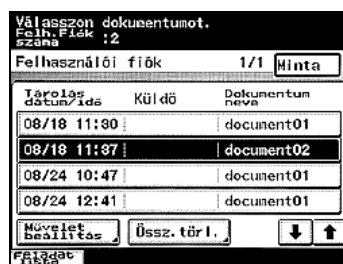 Válasszon dokumentumot.
Felh.Fiók
száma :2
Felhasználói fiók 1/1 Minta
Tárolás
dátum/idő Küldő Dokumentum
neve
08/18 11:30 document01
08/18 11:37 document02
08/24 10:47 document01
08/24 12:41 document01
Művelet
beállítás Össz.törl.
Feladat
lista